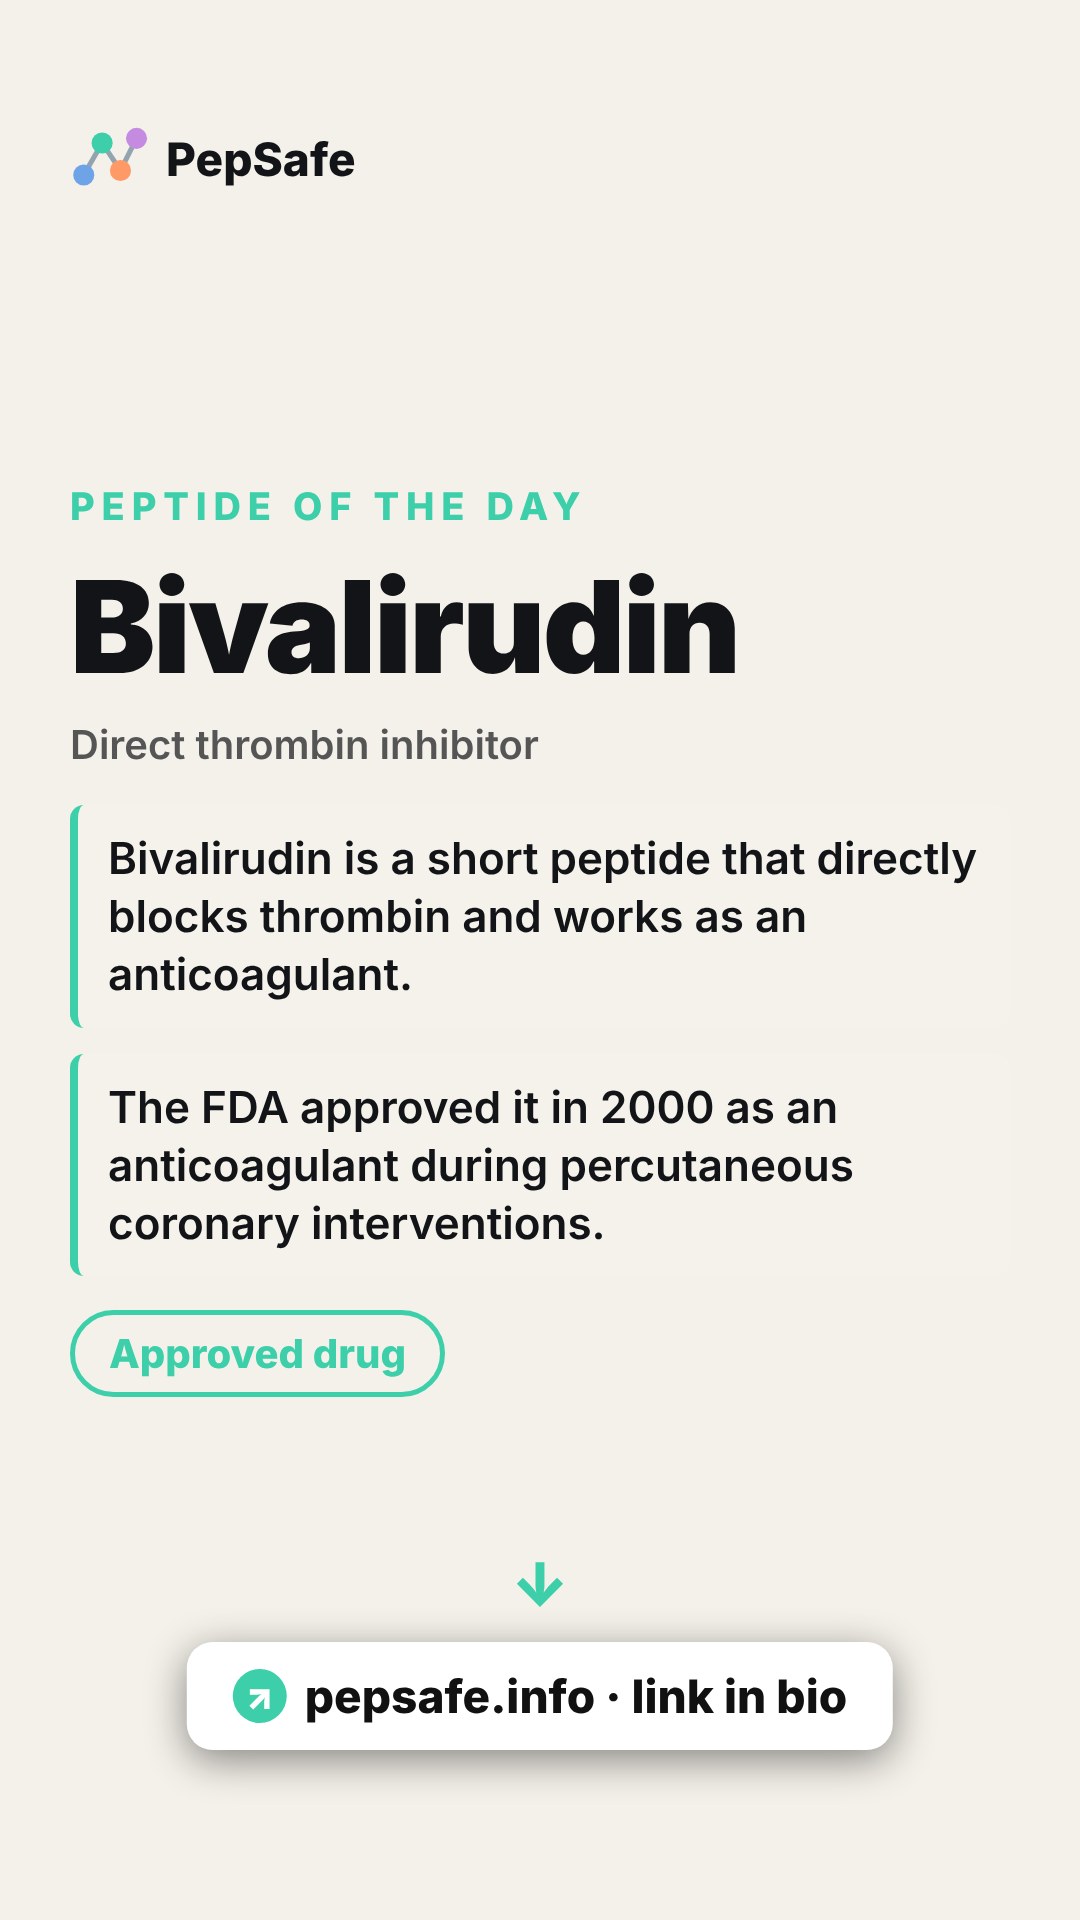 PepSafe
PEPTIDE OF THE DAY
Bivalirudin
Direct thrombin inhibitor
Bivalirudin is a short peptide that directly
blocks thrombin and works as an
anticoagulant.
The FDA approved it in 2000 as an
anticoagulant during percutaneous
coronary interventions.
Approved drug
pepsafe.info · link in bio